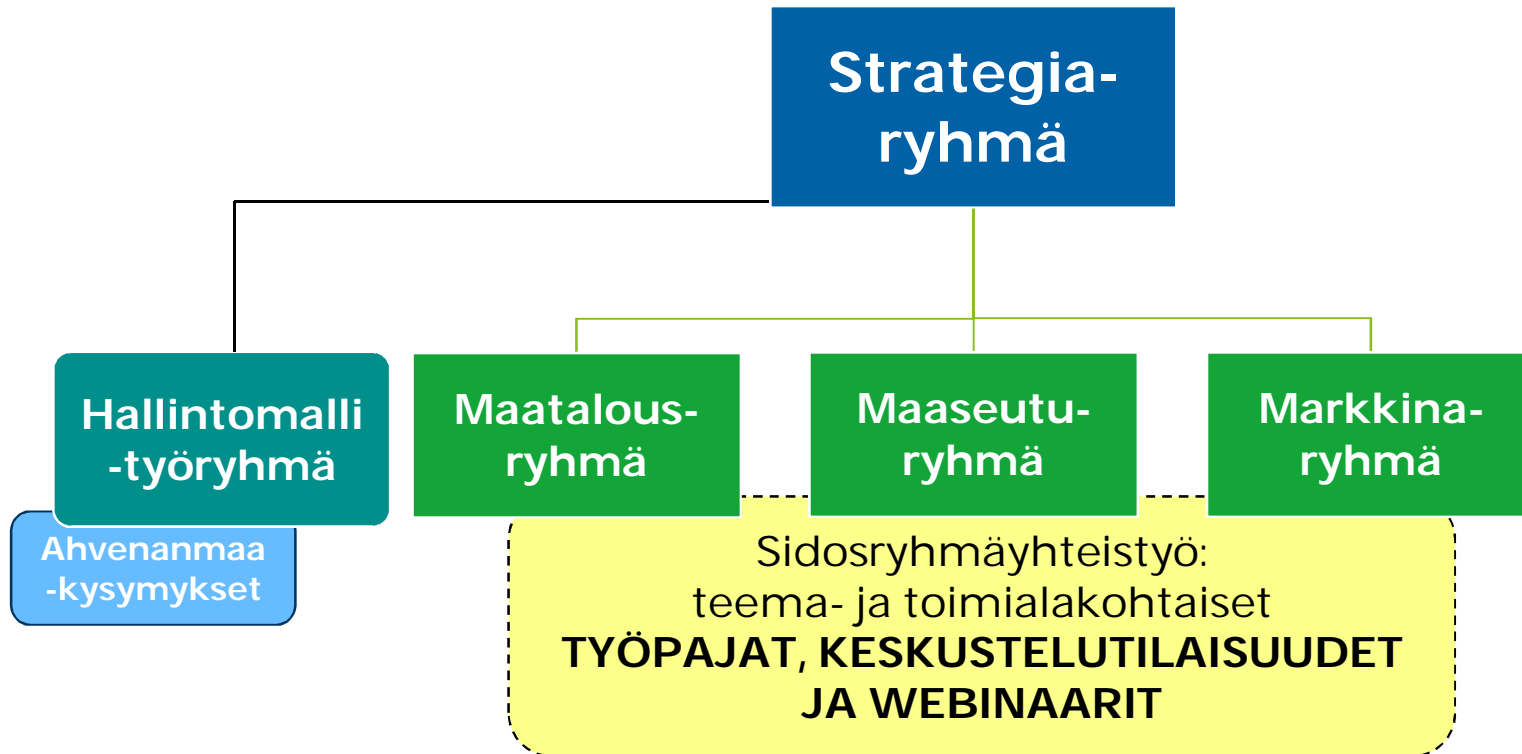 Strategia-
ryhmä
Hallintomalli
-työryhmä
Maatalous-
ryhmä
Maaseutu-
ryhmä
Markkina-
ryhmä
Ahvenanmaa
-kysymykset
Sidosryhmäyhteistyö:
teema- ja toimialakohtaiset
TYÖPAJAT, KESKUSTELUTILAISUUDET
JA WEBINAARIT